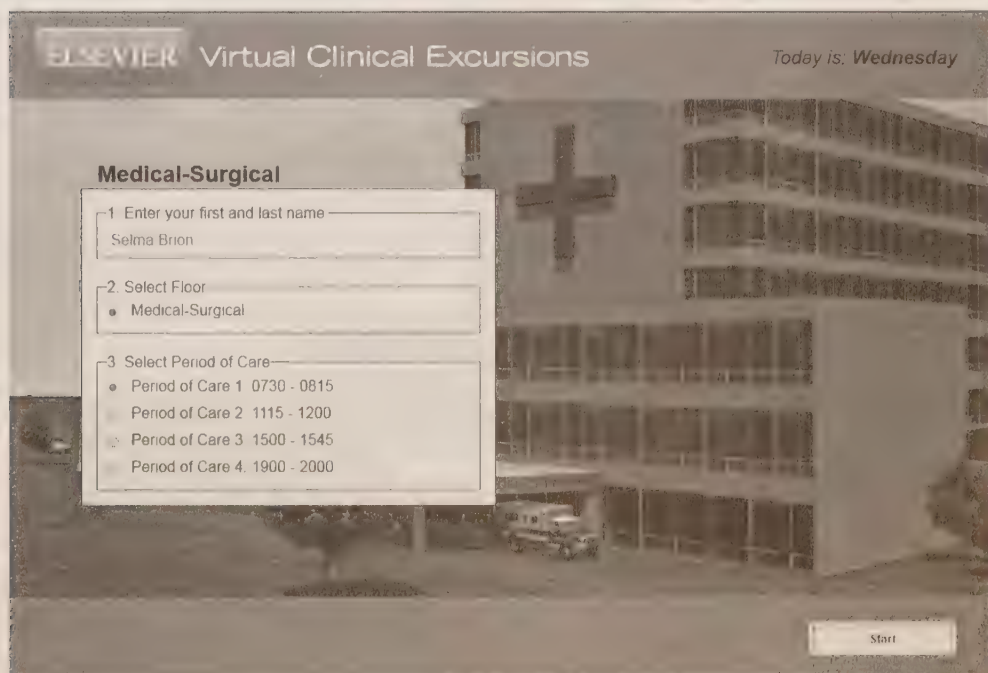 ELSEVIER Virtual Clinical Excursions
Today is: Wednesday
Medical-Surgical
1 Enter your first and last name
Selma Brion
2. Select Floor
Medical-Surgical
3 Select Period of Care
Period of Care 1 0730 - 0815
Period of Care 2 1115 - 1200
Period of Care 3 1500 - 1545
Period of Care 4. 1900 - 2000
Start